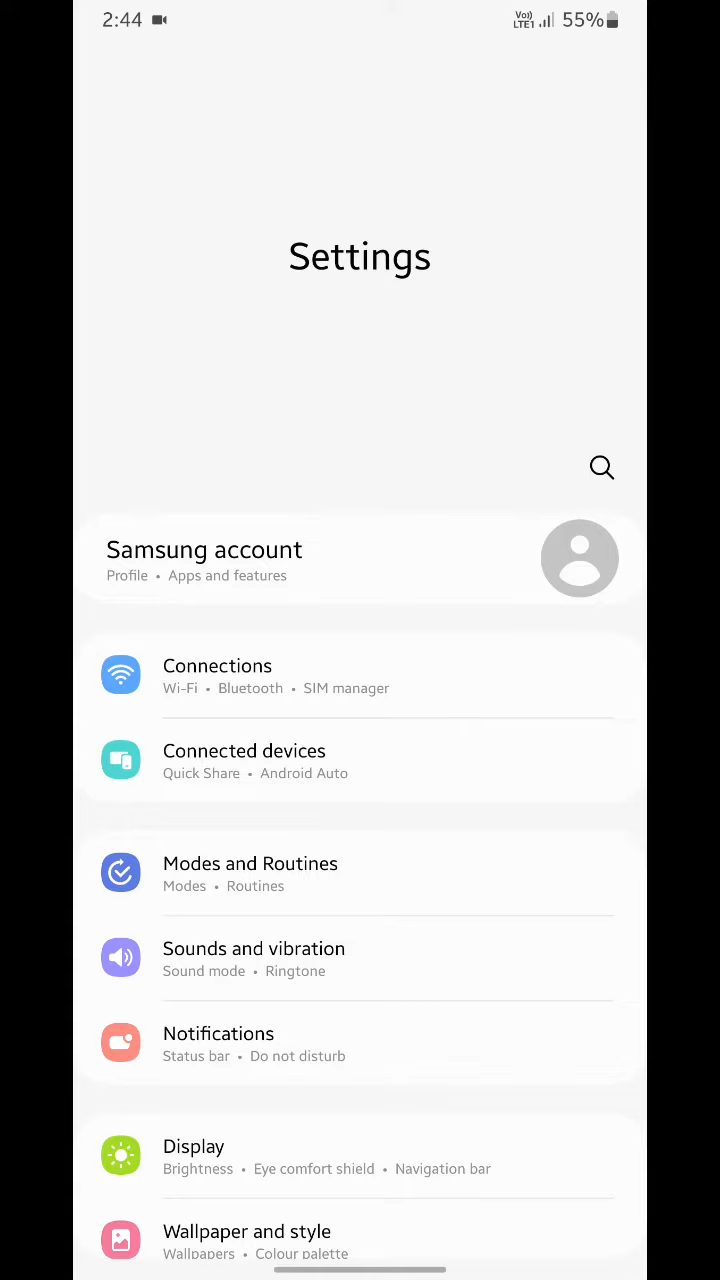 2:44
Vo)) LTE1 55%
Settings
Samsung account
Profile • Apps and features
Connections
Wi-Fi • Bluetooth • SIM manager
Connected devices
Quick Share • Android Auto
Modes and Routines
Modes • Routines
Sounds and vibration
Sound mode • Ringtone
Notifications
Status bar • Do not disturb
Display
Brightness • Eye comfort shield • Navigation bar
Wallpaper and style
Wallpapers • Colour palette